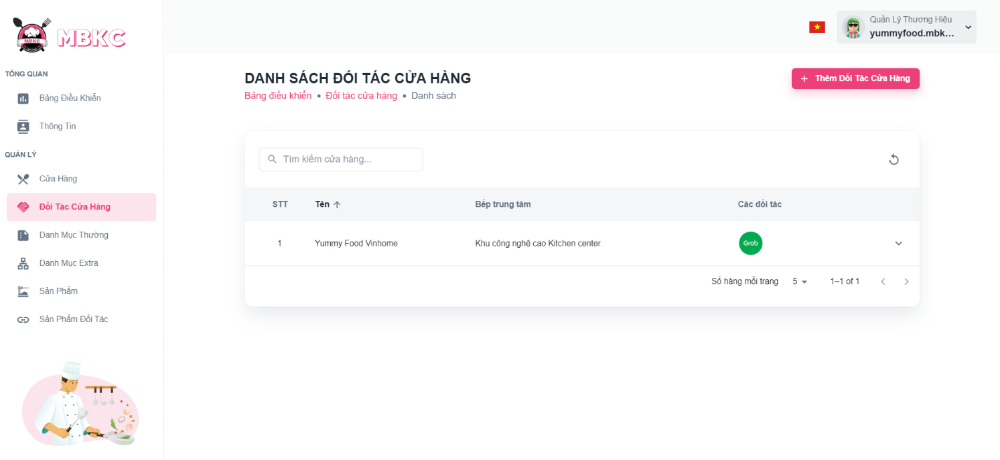 MBKC
MBKC
Quản Lý Thương Hiệu
yummyfood.mbk...
TỔNG QUAN
Bảng Điều Khiển
Thông Tin
QUẢN LÝ
Cửa Hàng
Đối Tác Cửa Hàng
Danh Mục Thường
Danh Mục Extra
Sản Phẩm
Sản Phẩm Đối Tác
DANH SÁCH ĐỐI TÁC CỬA HÀNG
Bảng điều khiển • Đối tác cửa hàng • Danh sách
+ Thêm Đối Tác Cửa Hàng
Tìm kiếm cửa hàng...
STT Tên Bếp trung tâm Các đối tác
1 Yummy Food Vinhome Khu công nghệ cao Kitchen center Grab
Số hàng mỗi trang 5 1–1 of 1